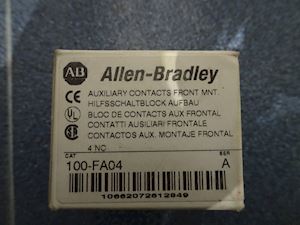 AB Allen-Bradley
AUXILIARY CONTACTS FRONT MNT.
HILFSSCHALTBLOCK AUFBAU
BLOC DE CONTACTS AUX FRONTAL
CONTATTI AUSILIARI FRONTALE
CONTACTOS AUX. MONTAJE FRONTAL
4 NC
CAT SER
100-FA04 A
10662072612949